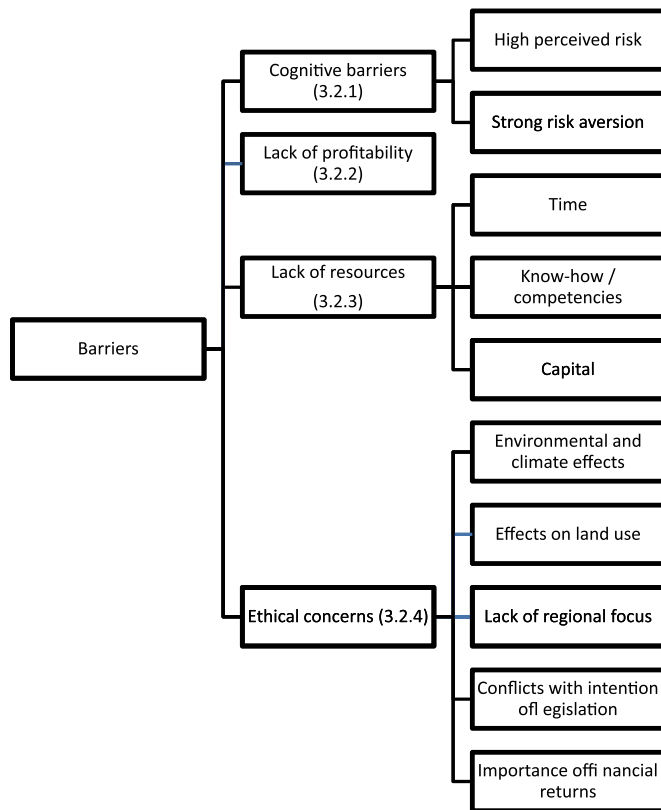 High perceived risk
Cognitive barriers
(3.2.1)
Strong risk aversion
Lack of profitability
(3.2.2)
Time
Lack of resources
(3.2.3)
Know-how /
competencies
Barriers
Capital
Environmental and
climate effects
Effects on land use
Ethical concerns (3.2.4)
Lack of regional focus
Conflicts with intention
ofl egislation
Importance offi nancial
returns